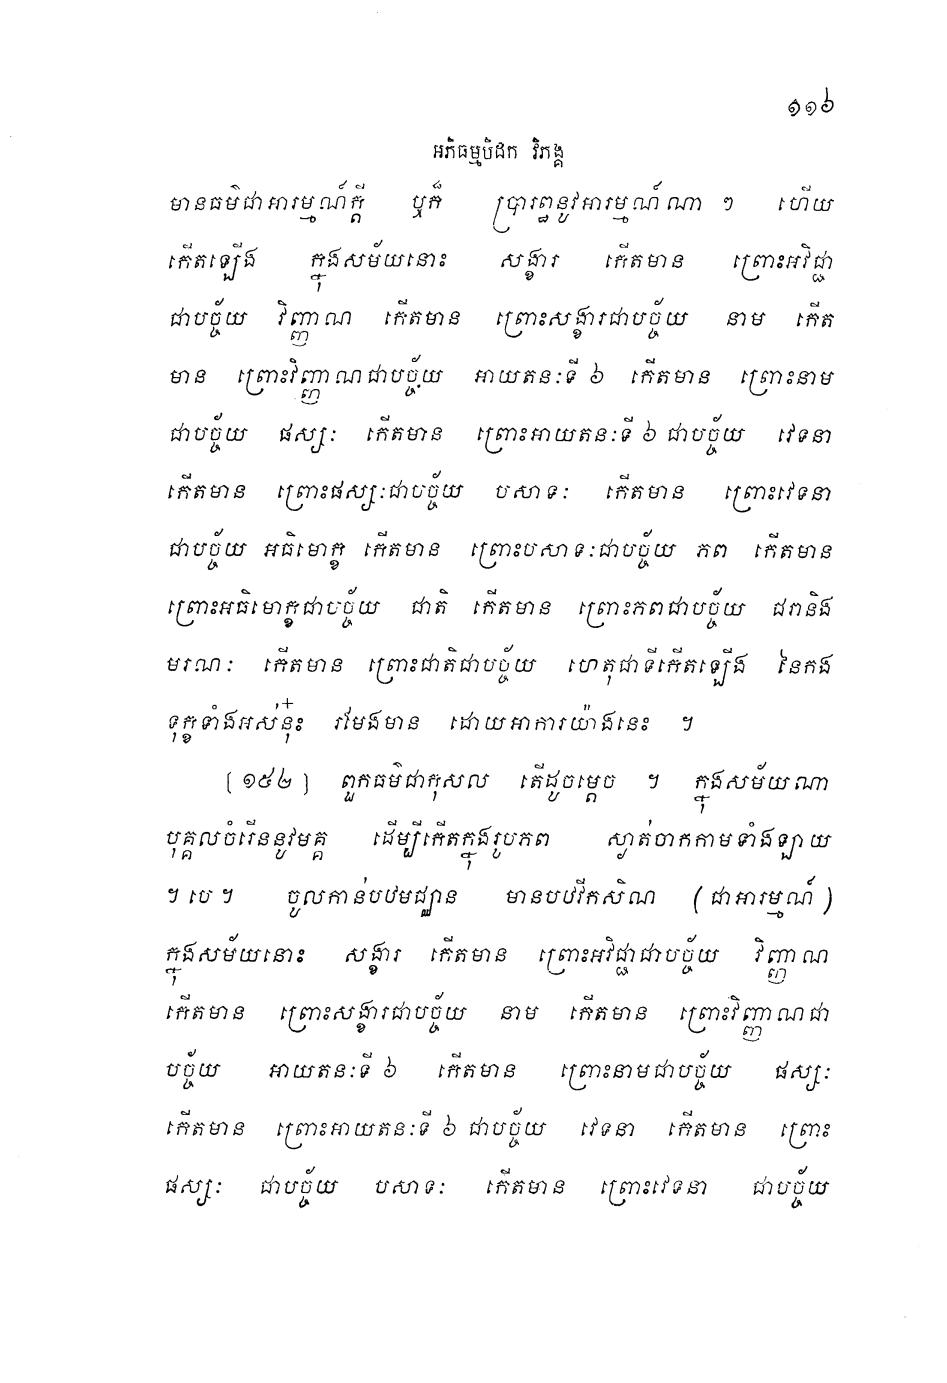 ១១៦
អភិធម្មបិដក វិភង្គ
មានធម៌ជាអារម្មណ៍ក្តី ឬក៏ ប្រារព្ធនូវអារម្មណ៍ណា ៗ ហើយ
កើតឡើង ក្នុងសម័យនោះ សង្ខារ កើតមាន ព្រោះអវិជ្ជា
ជាបច្ច័យ វិញ្ញាណ កើតមាន ព្រោះសង្ខារជាបច្ច័យ នាម កើត
មាន ព្រោះវិញ្ញាណជាបច្ច័យ អាយតនៈទី ៦ កើតមាន ព្រោះនាម
ជាបច្ច័យ ផស្សៈ កើតមាន ព្រោះអាយតនៈទី ៦ ជាបច្ច័យ វេទនា
កើតមាន ព្រោះផស្សៈជាបច្ច័យ បសាទៈ កើតមាន ព្រោះវេទនា
ជាបច្ច័យ អធិមោក្ខ កើតមាន ព្រោះបសាទៈជាបច្ច័យ ភព កើតមាន
ព្រោះអធិមោក្ខជាបច្ច័យ ជាតិ កើតមាន ព្រោះភពជាបច្ច័យ ជរានិង
មរណៈ កើតមាន ព្រោះជាតិជាបច្ច័យ ហេតុជាទីកើតឡើង នៃកង
ទុក្ខទាំងអស់នុ៎ះ រមែងមាន ដោយអាការយ៉ាងនេះ ។
[១៥២] ពួកធម៌ជាកុសល តើដូចម្តេច ។ ក្នុងសម័យណា
បុគ្គលចំរើននូវមគ្គ ដើម្បីកើតក្នុងរូបភព ស្ងាត់ចាកកាមទាំងឡាយ
។ បេ ។ ចូលកាន់បឋមជ្ឈាន មានបឋវីកសិណ (ជាអារម្មណ៍)
ក្នុងសម័យនោះ សង្ខារ កើតមាន ព្រោះអវិជ្ជាជាបច្ច័យ វិញ្ញាណ
កើតមាន ព្រោះសង្ខារជាបច្ច័យ នាម កើតមាន ព្រោះវិញ្ញាណជា
បច្ច័យ អាយតនៈទី ៦ កើតមាន ព្រោះនាមជាបច្ច័យ ផស្សៈ
កើតមាន ព្រោះអាយតនៈទី ៦ ជាបច្ច័យ វេទនា កើតមាន ព្រោះ
ផស្សៈ ជាបច្ច័យ បសាទៈ កើតមាន ព្រោះវេទនា ជាបច្ច័យ